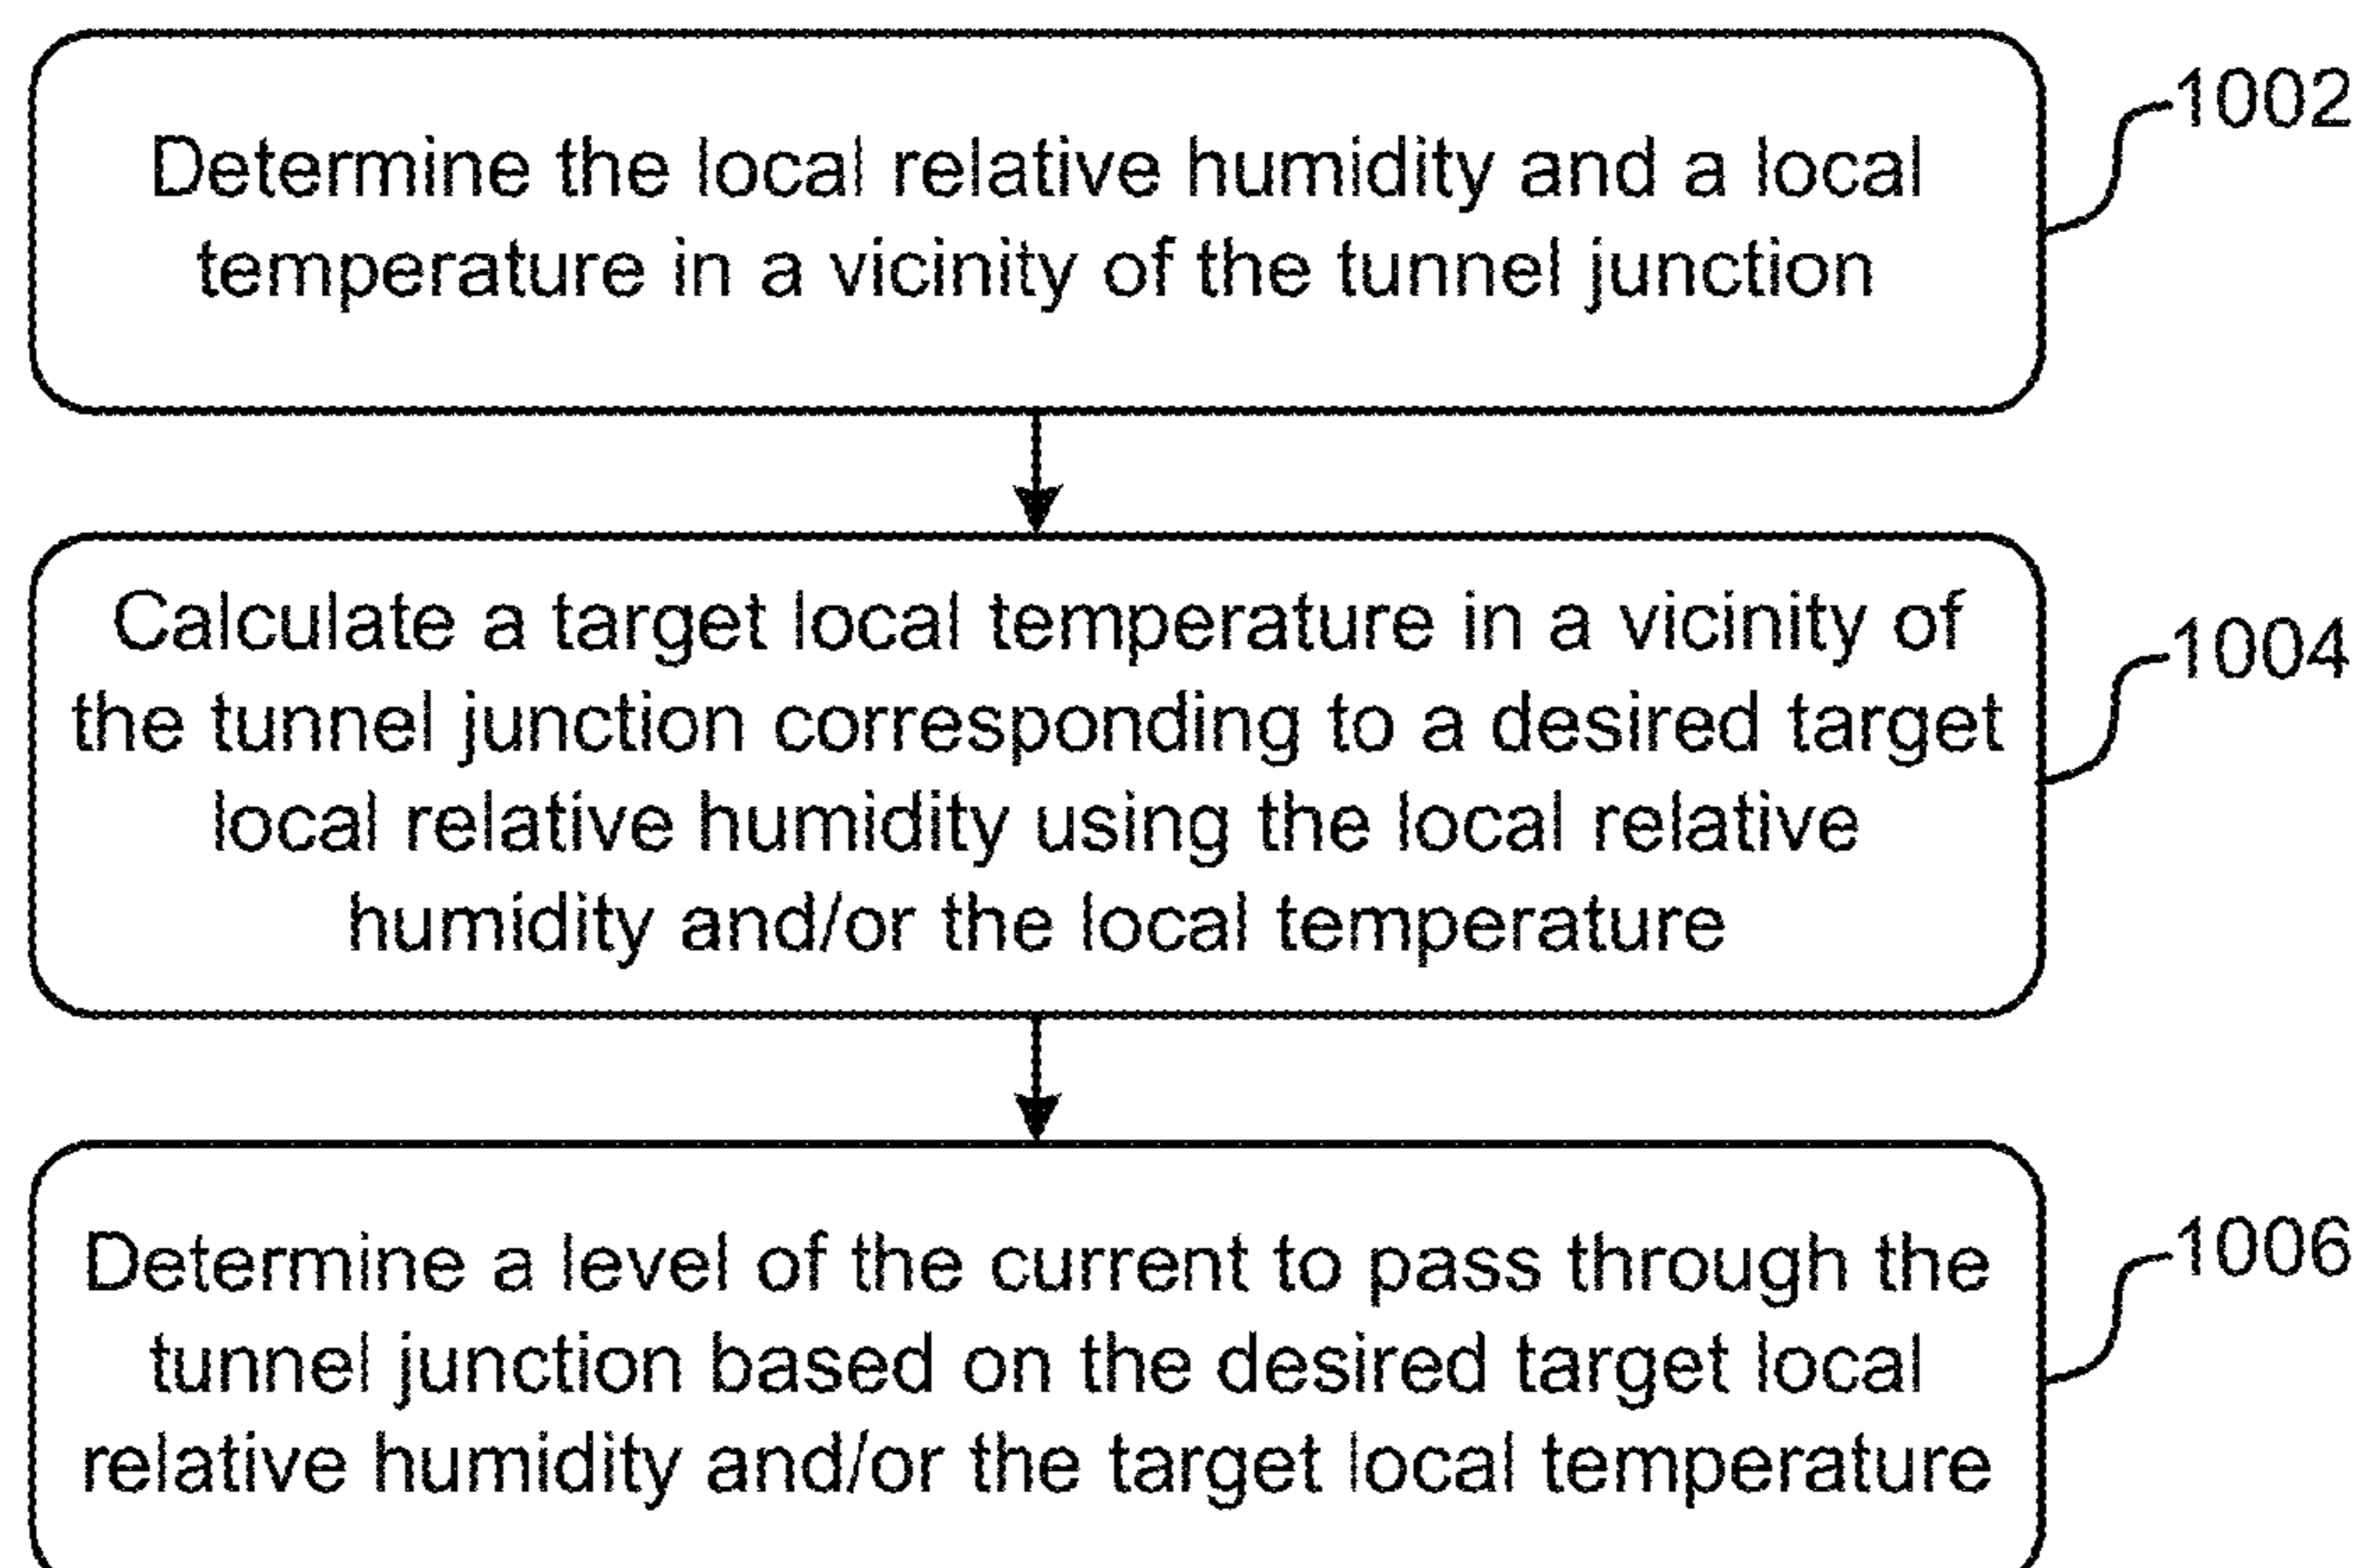 1002
Determine the local relative humidity and a local
temperature in a vicinity of the tunnel junction
Calculate a target local temperature in a vicinity of
1004
the tunnel junction corresponding to a desired target
local relative humidity using the local relative
humidity and/or the local temperature
1006
Determine a level of the current to pass through the
tunnel junction based on the desired target local
relative humidity and/or the target local temperature